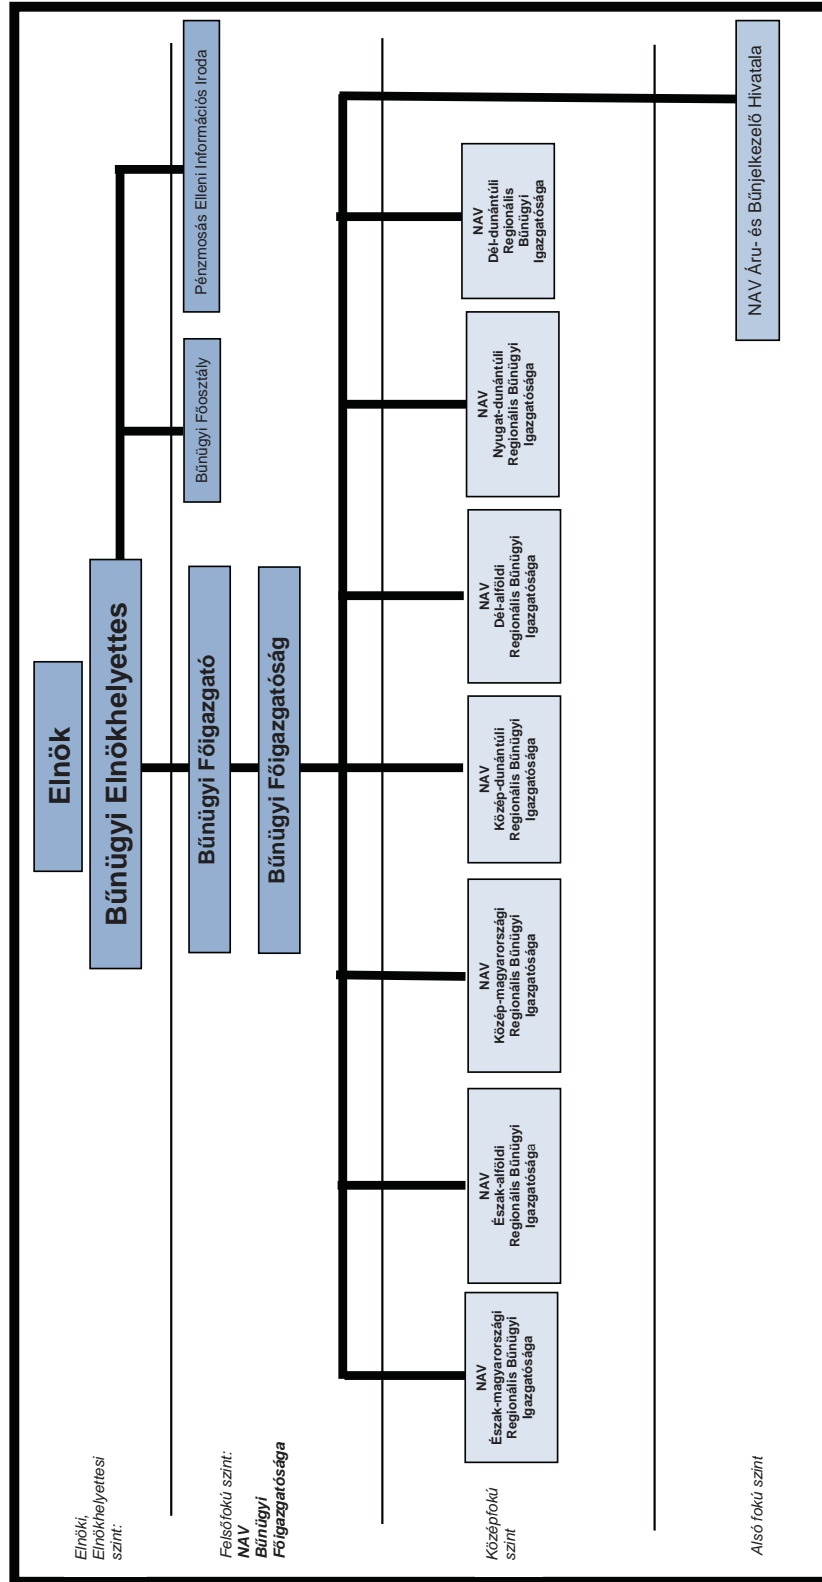 Elnöki,
Elnökhelyettesi
szint:
Elnök
Bűnügyi Elnökhelyettes
Felsőfokú szint:
NAV
Bűnügyi
Főigazgatósága
Bűnügyi Főigazgató
Bűnügyi Főigazgatóság
Bűnügyi Főosztály
Pénzmosás Elleni Információs Iroda
Középfokú
szint
NAV
Észak-magyarországi
Regionális Bűnügyi
Igazgatósága
NAV
Észak-alföldi
Regionális Bűnügyi
Igazgatósága
NAV
Közép-magyarországi
Regionális Bűnügyi
Igazgatósága
NAV
Közép-dunántúli
Regionális Bűnügyi
Igazgatósága
NAV
Dél-alföldi
Regionális Bűnügyi
Igazgatósága
NAV
Nyugat-dunántúli
Regionális Bűnügyi
Igazgatósága
NAV
Dél-dunántúli
Regionális
Bűnügyi
Igazgatósága
Alsó fokú szint
NAV Áru- és Bűnjelkezelő Hivatala